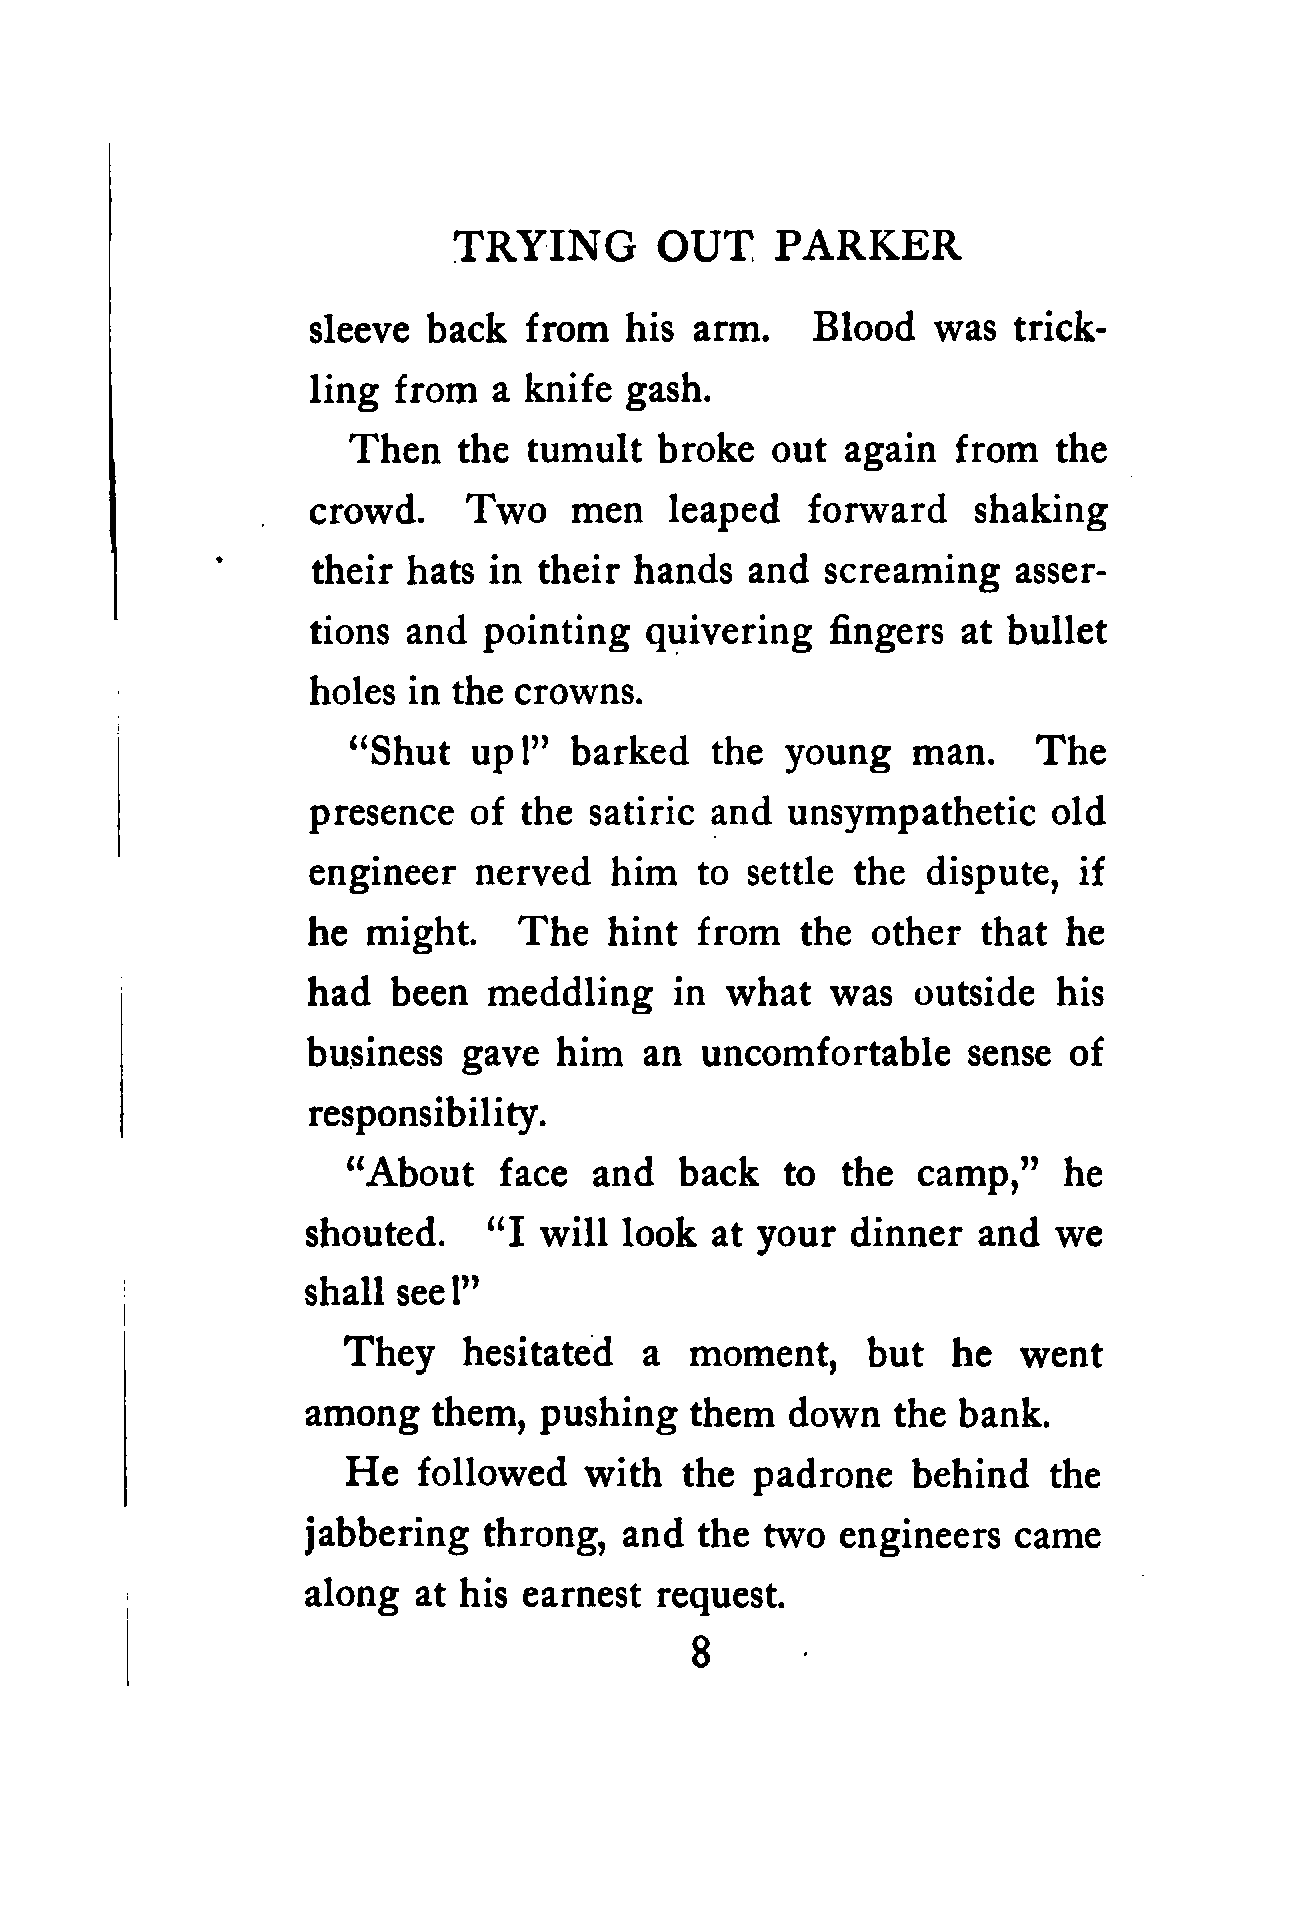 TRYING OUT PARKER
sleeve back from his arm. Blood was trick-
ling from a knife gash.
Then the tumult broke out again from the
crowd. Two men leaped forward shaking
their hats in their hands and screaming asser-
tions and pointing quivering fingers at bullet
holes in the crowns.
“Shut up!” barked the young man. The
presence of the satiric and unsympathetic old
engineer nerved him to settle the dispute, if
he might. The hint from the other that he
had been meddling in what was outside his
business gave him an uncomfortable sense of
responsibility.
“About face and back to the camp,” he
shouted. “I will look at your dinner and we
shall see!”
They hesitated a moment, but he went
among them, pushing them down the bank.
He followed with the padrone behind the
jabbering throng, and the two engineers came
along at his earnest request.
8